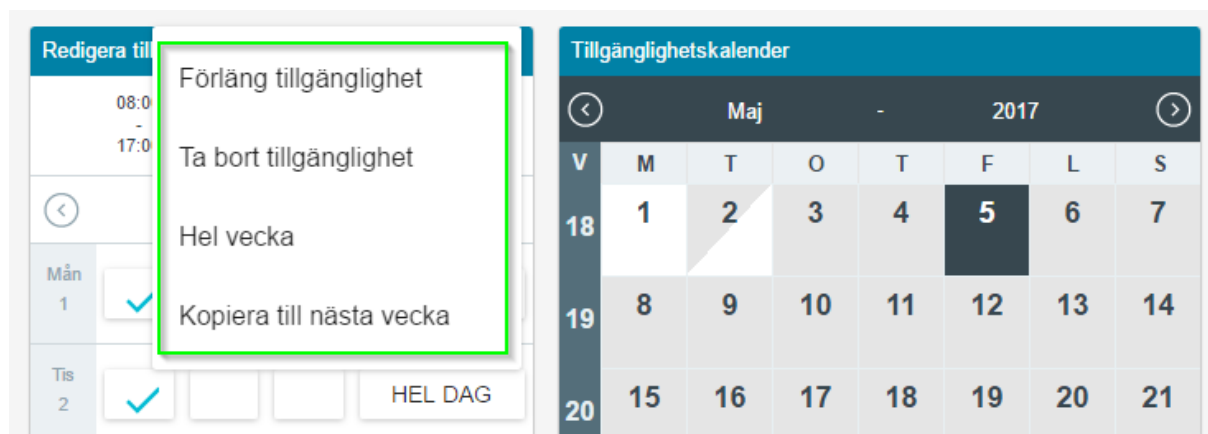 Redigera till
08:0
-
17:0
Förläng tillgänglighet
Ta bort tillgänglighet
Hel vecka
Kopiera till nästa vecka
Mån
1
Tis
2
HEL DAG
Tillgänglighetskalender
Maj - 2017
V M T O T F L S
18 1 2 3 4 5 6 7
19 8 9 10 11 12 13 14
20 15 16 17 18 19 20 21